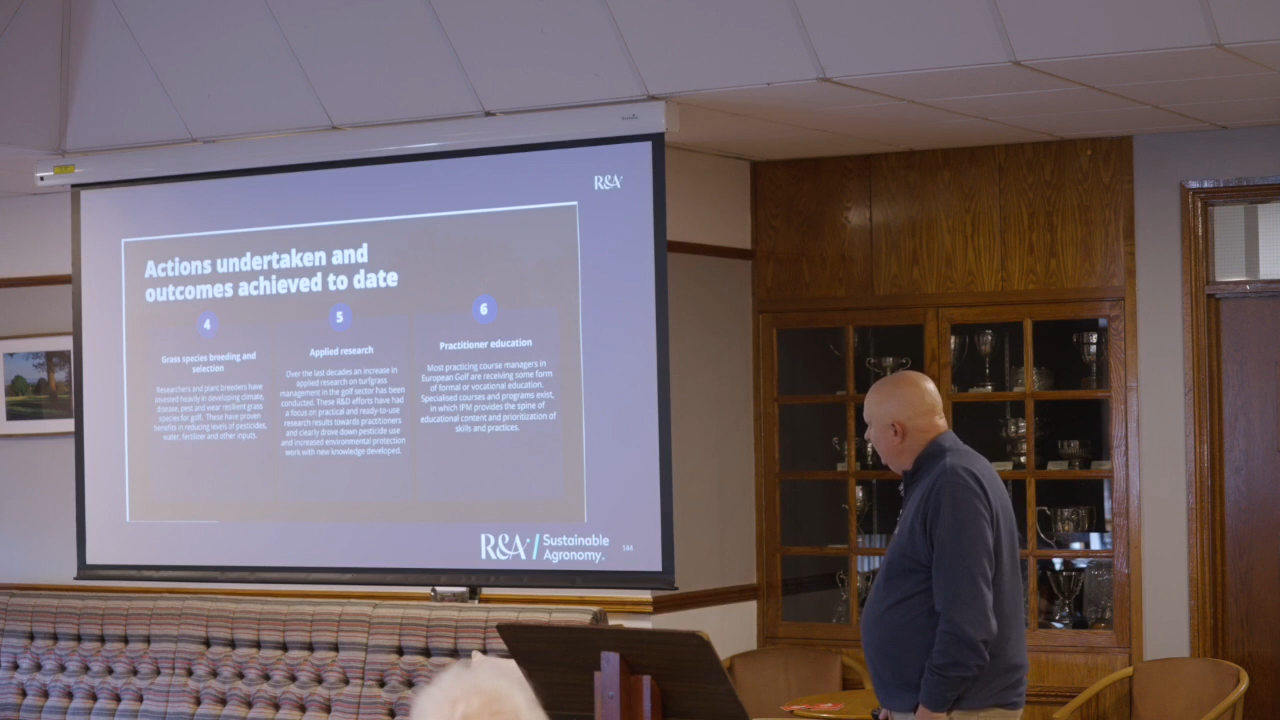 R&A
Actions undertaken and
outcomes achieved to date
4
Grass species breeding and
selection
Researchers and plant breeders have
invested heavily in developing climate,
disease, pest and wear resilient grass
species for golf. These have proven
benefits in reducing levels of pesticides,
water, fertilizer and other inputs.
5
Applied research
Over the last decades an increase in
applied research on turfgrass
management in the golf sector has been
conducted. These R&D efforts have had
a focus on practical and ready-to-use
research results towards practitioners
and clearly drove down pesticide use
and increased environmental protection
work with new knowledge developed.
6
Practitioner education
Most practicing course managers in
European Golf are receiving some form
of formal or vocational education.
Specialised courses and programs exist,
in which IPM provides the spine of
educational content and prioritization of
skills and practices.
R&A / Sustainable
Agronomy.